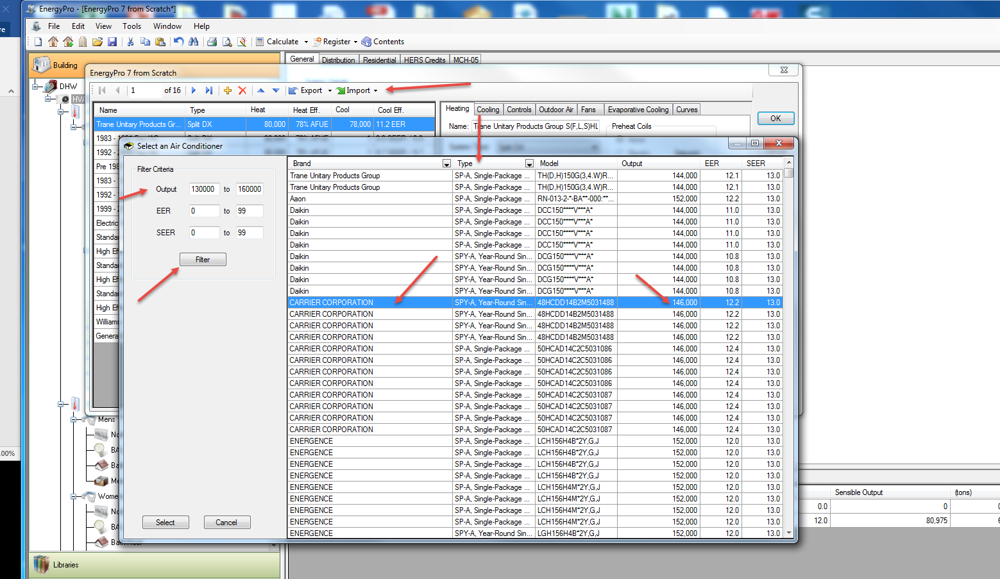 EnergyPro - [EnergyPro 7 from Scratch*]
re
File Edit View Tools Window Help
Calculate Register Contents
Building
General Distribution Residential HERS Credits MCH-05
EnergyPro 7 from Scratch
DHW
1 of 16 Export Import
HVA
Name Type Heat Heat Eff. Cool Cool Eff.
Heating Cooling Controls Outdoor Air Fans Evaporative Cooling Curves
OK
Trane Unitary Products Gr... Split DX 80,000 78% AFUE 78,000 11.2 EER
Name: Trane Unitary Products Group S(F,L,S)HL Preheat Coils
1983 -
1992 -
Pre 198
1983 -
1992 -
1999 -
Electric
Standar
High Ef
Standar
High Ef
Standar
High Ef
Williams
Genera
Select an Air Conditioner
Filter Criteria
Output 130000 to 160000
EER 0 to 99
SEER 0 to 99
Filter
Select Cancel
Brand Type Model Output EER SEER
Trane Unitary Products Group SP-A, Single-Package ... TH(D,H)150G(3,4.W)R... 144,000 12.1 13.0
Trane Unitary Products Group SP-A, Single-Package ... TH(D,H)150G(3,4.W)R... 144,000 12.1 13.0
Aaon SP-A, Single-Package ... RN-013-2-*-BA**-000:**... 152,000 12.2 13.0
Daikin SP-A, Single-Package ... DCC150****V***A* 144,000 11.0 13.0
Daikin SP-A, Single-Package ... DCC150****V***A* 144,000 11.0 13.0
Daikin SP-A, Single-Package ... DCC150****V***A* 144,000 11.0 13.0
Daikin SP-A, Single-Package ... DCC150****V***A* 144,000 11.0 13.0
Daikin SPY-A, Year-Round Sin... DCG150****V***A* 144,000 10.8 13.0
Daikin SPY-A, Year-Round Sin... DCG150****V***A* 144,000 10.8 13.0
Daikin SPY-A, Year-Round Sin... DCG150****V***A* 144,000 10.8 13.0
Daikin SPY-A, Year-Round Sin... DCG150****V***A* 144,000 10.8 13.0
CARRIER CORPORATION SPY-A, Year-Round Sin... 48HCDD14B2M5031488 146,000 12.2 13.0
CARRIER CORPORATION SPY-A, Year-Round Sin... 48HCDD14B2M5031488 146,000 12.2 13.0
CARRIER CORPORATION SPY-A, Year-Round Sin... 48HCDD14B2M5031488 146,000 12.2 13.0
CARRIER CORPORATION SPY-A, Year-Round Sin... 48HCDD14B2M5031488 146,000 12.2 13.0
CARRIER CORPORATION SP-A, Single-Package ... 50HCAD14C2C5031086 146,000 12.4 13.0
CARRIER CORPORATION SP-A, Single-Package ... 50HCAD14C2C5031086 146,000 12.4 13.0
CARRIER CORPORATION SP-A, Single-Package ... 50HCAD14C2C5031086 146,000 12.4 13.0
CARRIER CORPORATION SP-A, Single-Package ... 50HCAD14C2C5031086 146,000 12.4 13.0
CARRIER CORPORATION SP-A, Single-Package ... 50HCAD14C2C5031087 146,000 12.4 13.0
CARRIER CORPORATION SP-A, Single-Package ... 50HCAD14C2C5031087 146,000 12.4 13.0
CARRIER CORPORATION SP-A, Single-Package ... 50HCAD14C2C5031087 146,000 12.4 13.0
CARRIER CORPORATION SP-A, Single-Package ... 50HCAD14C2C5031087 146,000 12.4 13.0
ENERGENCE SP-A, Single-Package ... LCH156H4B*2Y,G,J 152,000 12.0 13.0
ENERGENCE SP-A, Single-Package ... LCH156H4B*2Y,G,J 152,000 12.0 13.0
ENERGENCE SP-A, Single-Package ... LCH156H4B*2Y,G,J 152,000 12.0 13.0
ENERGENCE SP-A, Single-Package ... LCH156H4B*2Y,G,J 152,000 12.0 13.0
ENERGENCE SP-A, Single-Package ... LCH156H4M*2Y,G,J 152,000 12.0 13.0
ENERGENCE SP-A, Single-Package ... LCH156H4M*2Y,G,J 152,000 12.0 13.0
ENERGENCE SP-A, Single-Package ... LCH156H4M*2Y,G,J 152,000 12.0 13.0
ENERGENCE SP-A, Single-Package ... LCH156H4M*2Y,G,J 152,000 12.0 13.0
ENERGENCE SPY-A, Year-Round Sin... LGH156H4B*2Y,G,J 152,000 12.0 13.0
Mens
No
BA
Ba
Me
Wome
No
BA
.00%
Sensible Output (tons)
0.0 0 0
12.0 80,975 6
Libraries